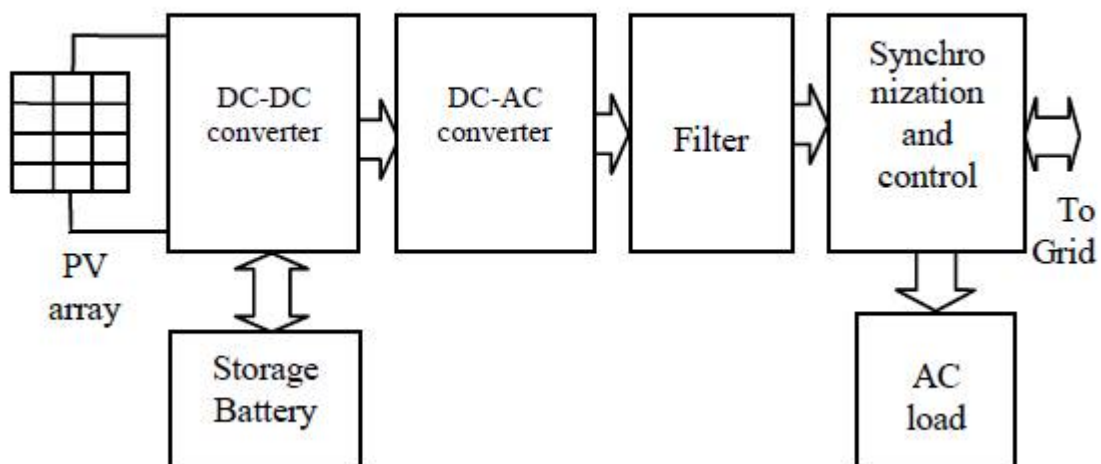 PV
array
DC-DC
converter
DC-AC
converter
Filter
Synchro
nization
and
control
To
Grid
Storage
Battery
AC
load